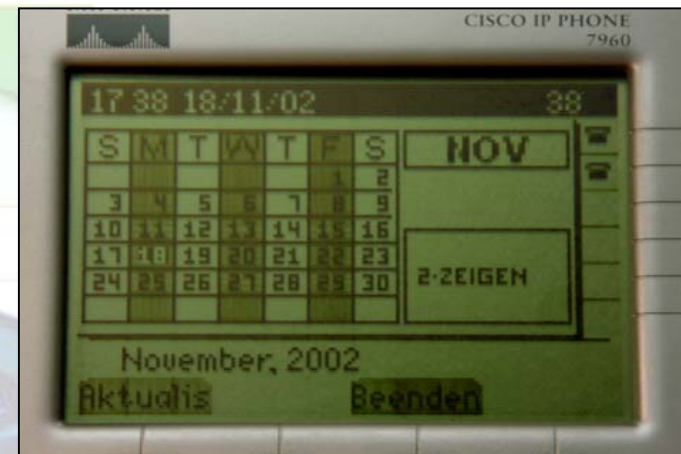 CISCO IP PHONE
7960
17 38 18/11/02 38
S M T W T F S
NOV
1 2
3 4 5 6 7 8 9
10 11 12 13 14 15 16
17 18 19 20 21 22 23
24 25 26 27 28 29 30
2-ZEIGEN
November, 2002
Aktualis Beenden